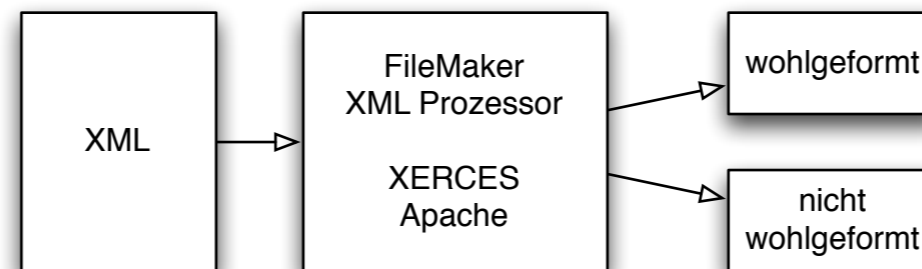 XML
FileMaker
XML Prozessor
XERCES
Apache
wohlgeformt
nicht
wohlgeformt